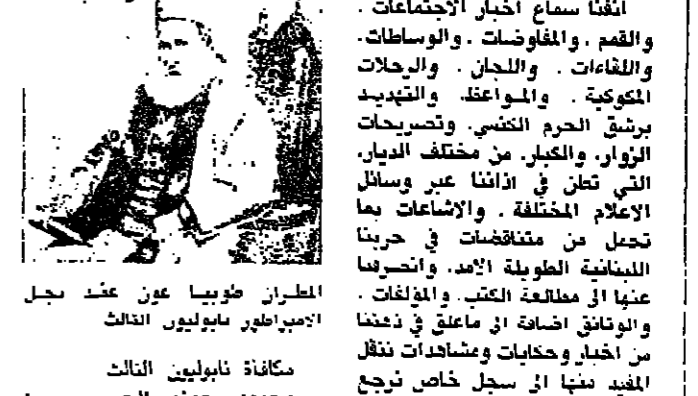 انفنا سماع اخبار الاجتماعات .
والقمم . والمفاوضات . والوساطات.
واللقاءات . واللجان . والرحلات
المكوكية . والمواعظ. والتهديد
برشق الحرم الكنسي. وتصريحات
الزوار. والكبار. من مختلف الديار.
التي تطن في اذاننا عبر وسائل
الاعلام المختلفة . والاشاعات بما
تحمل من متناقضات في حربنا
اللبنانية الطويلة الامد. وانصرفنا
عنها الى مطالعة الكتب. والمؤلفات .
والوثائق اضافة الى ماعلق في ذهننا
من اخبار وحكايات ومشاهدات ننقل
المفيد منها الى سجل خاص نرجع
المطران طوبيا عون عند نجل
الامبراطور نابوليون الثالث
مكافأة نابوليون الثالث